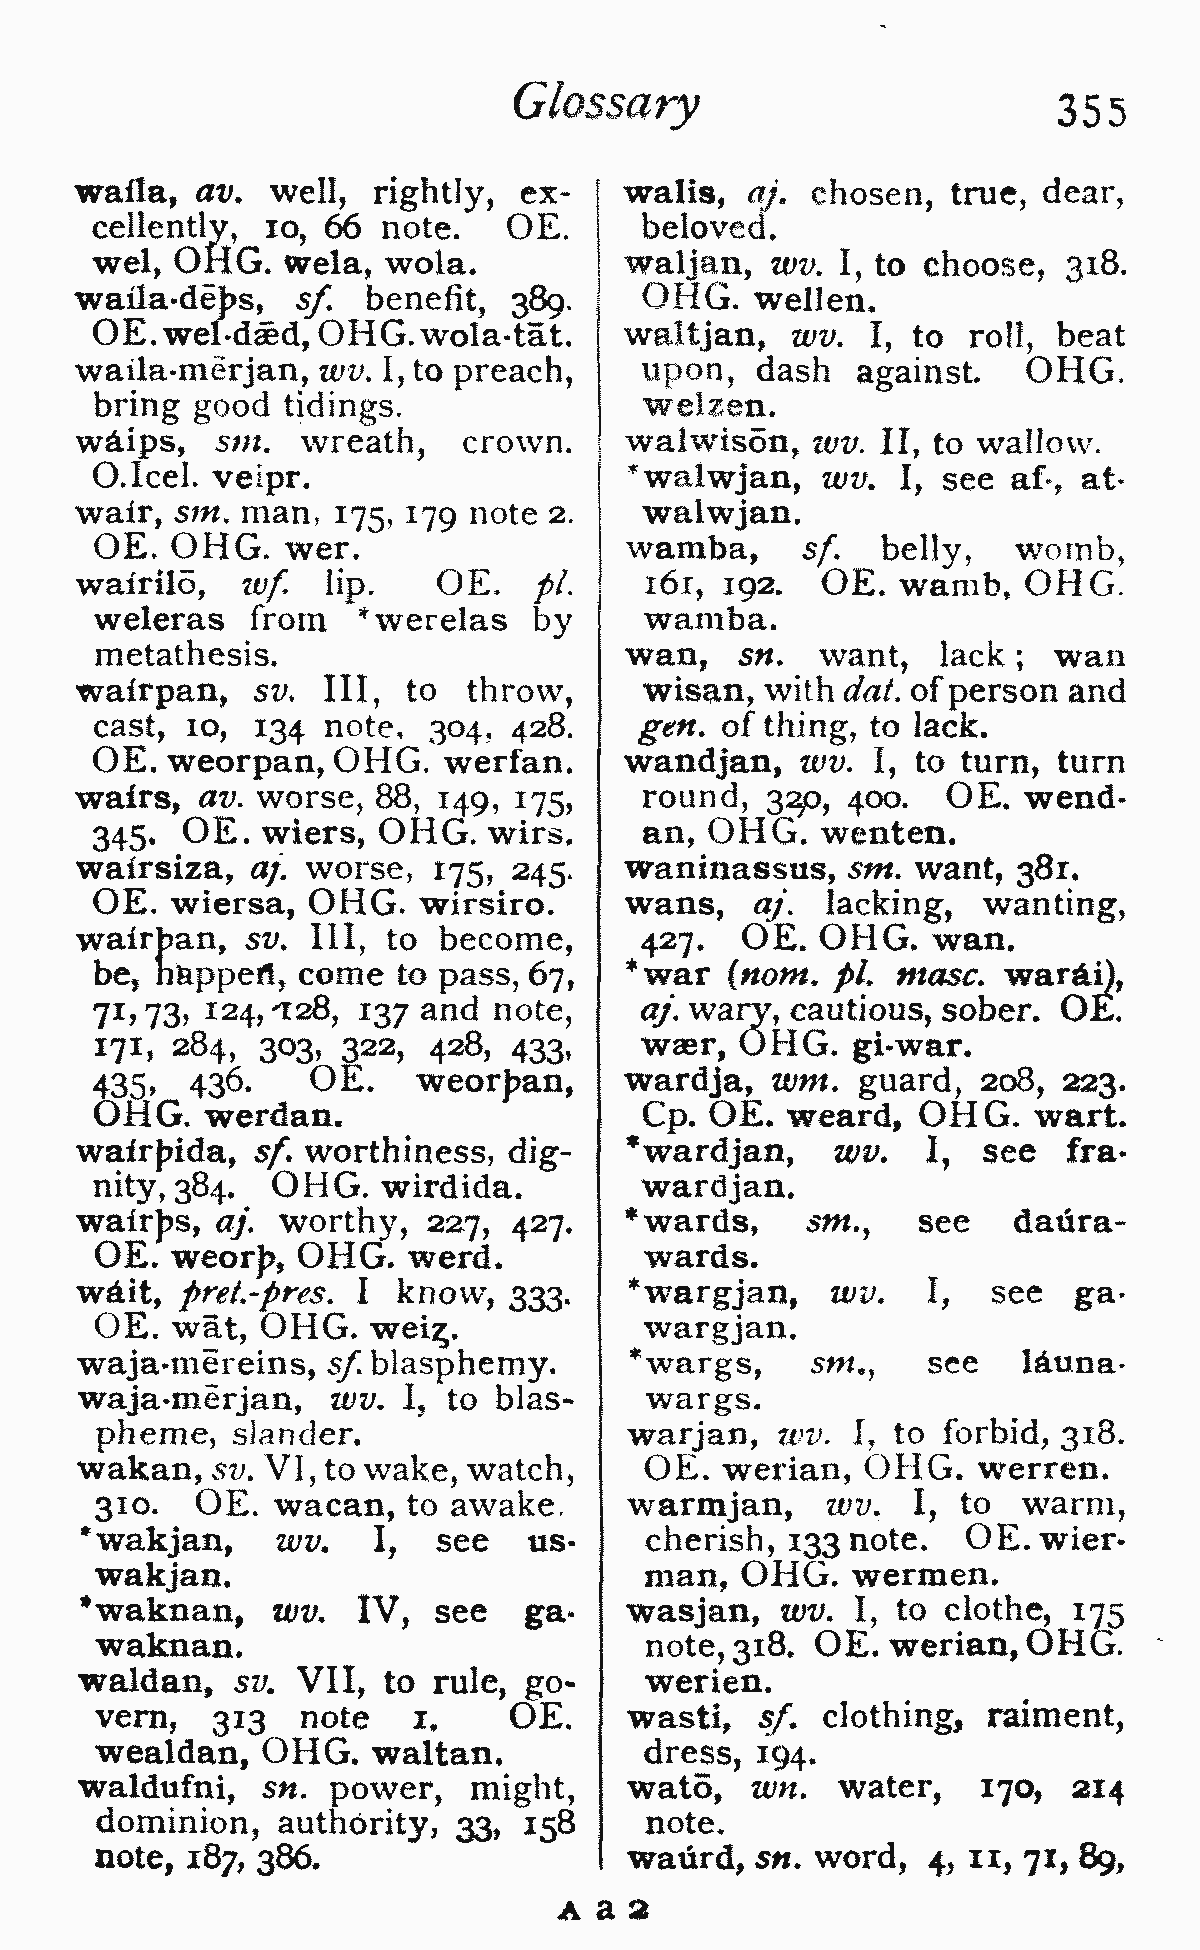 Glossary 355
waíla, av. well, rightly, ex-
cellently, 10, 66 note. OE.
wel, OHG. wela, wola.
waíla-dēþs, sf. benefit, 389.
OE. wel-dǣd, OHG. wola-tāt.
waíla-mērjan, wv. I, to preach,
bring good tidings.
wáips, sm. wreath, crown.
O.Icel. veipr.
waír, sm. man, 175, 179 note 2.
OE. OHG. wer.
waírilō, wf. lip. OE. pl.
weleras from *werelas by
metathesis.
waírpan, sv. III, to throw,
cast, 10, 134 note, 304, 428.
OE. weorpan, OHG. werfan.
waírs, av. worse, 88, 149, 175,
345. OE. wiers, OHG. wirs.
waírsiza, aj. worse, 175, 245.
OE. wiersa, OHG. wirsiro.
waírþan, sv. III, to become,
be, happen, come to pass, 67,
71, 73, 124, 128, 137 and note,
171, 284, 303, 322, 428, 433,
435, 436. OE. weorþan,
OHG. werdan.
waírþida, sf. worthiness, dig-
nity, 384. OHG. wirdida.
waírþs, aj. worthy, 227, 427.
OE. weorþ, OHG. werd.
wáit, pret.-pres. I know, 333.
OE. wāt, OHG. weiʒ.
waja-mēreins, sf. blasphemy.
waja-mērjan, wv. I, to blas-
pheme, slander.
wakan, sv. VI, to wake, watch,
310. OE. wacan, to awake.
*wakjan, wv. I, see us-
wakjan.
*waknan, wv. IV, see ga-
waknan.
waldan, sv. VII, to rule, go-
vern, 313 note 1. OE.
wealdan, OHG. waltan.
waldufni, sn. power, might,
dominion, authority, 33, 158
note, 187, 386.
walis, aj. chosen, true, dear,
beloved.
waljan, wv. I, to choose, 318.
OHG. wellen.
waltjan, wv. I, to roll, beat
upon, dash against. OHG.
welzen.
walwisōn, wv. II, to wallow.
*walwjan, wv. I, see af-, at-
walwjan.
wamba, sf. belly, womb,
161, 192. OE. wamb, OHG.
wamba.
wan, sn. want, lack; wan
wisan, with dat. of person and
gen. of thing, to lack.
wandjan, wv. I, to turn, turn
round, 320, 400. OE. wend-
an, OHG. wenten.
waninassus, sm. want, 381.
wans, aj. lacking, wanting,
427. OE. OHG. wan.
*war (nom. pl. masc. warái),
aj. wary, cautious, sober. OE.
wær, OHG. gi-war.
wardja, wm. guard, 208, 223.
Cp. OE. weard, OHG. wart.
*wardjan, wv. I, see fra-
wardjan.
*wards, sm., see daúra-
wards.
*wargjan, wv. I, see ga-
wargjan.
*wargs, sm., see láuna-
wargs.
warjan, wv. I, to forbid, 318.
OE. werian, OHG. werren.
warmjan, wv. I, to warm,
cherish, 133 note. OE. wier-
man, OHG. wermen.
wasjan, wv. I, to clothe, 175
note, 318. OE. werian, OHG.
werien.
wasti, sf. clothing, raiment,
dress, 194.
watō, wn. water, 170, 214
note.
waúrd, sn. word, 4, 11, 71, 89,
A a 2